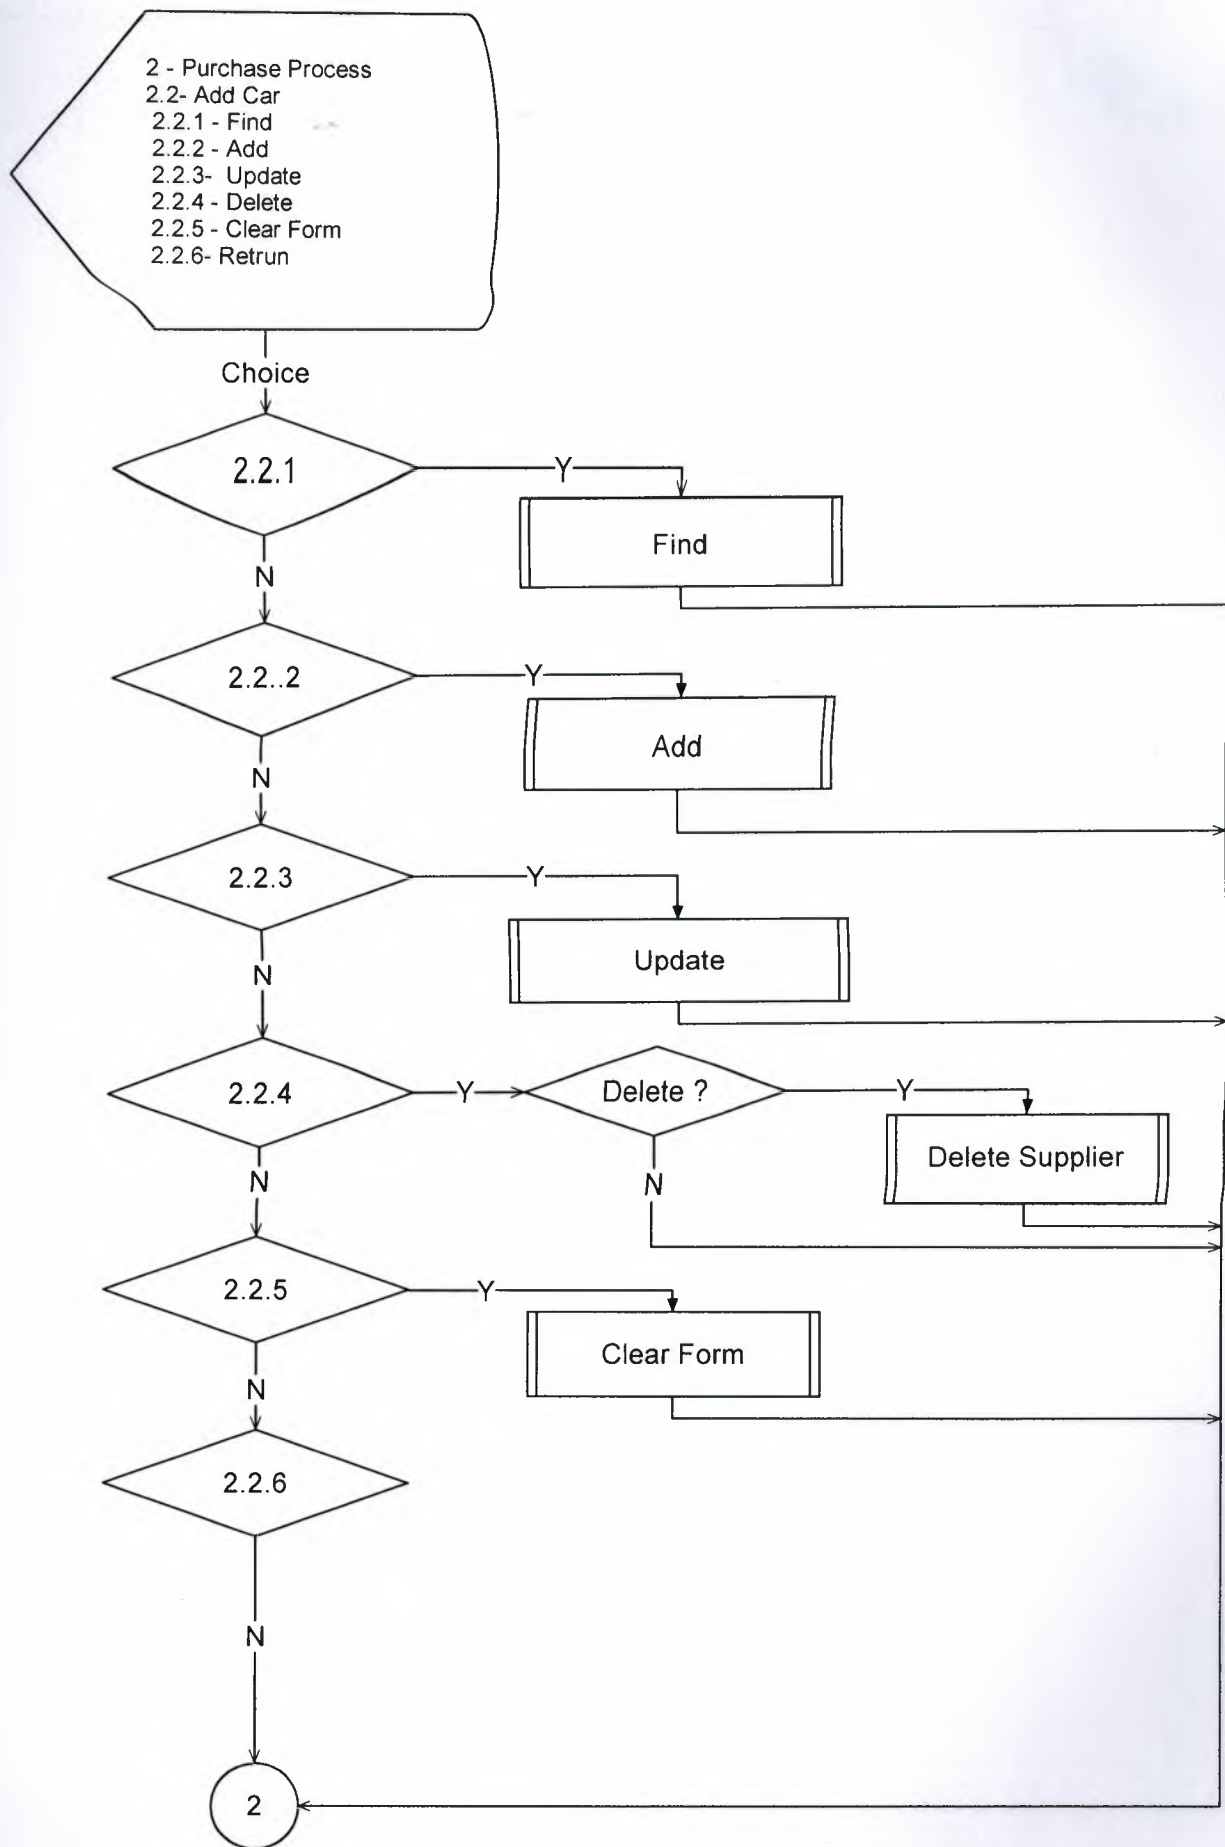 2 - Purchase Process
2.2- Add Car
2.2.1 - Find
2.2.2 - Add
2.2.3- Update
2.2.4 - Delete
2.2.5 - Clear Form
2.2.6- Retrun
Choice
2.2.1
Y
Find
N
2.2..2
Y
Add
N
2.2.3
Y
Update
N
2.2.4
Y
Delete ?
Y
Delete Supplier
N
N
2.2.5
Y
Clear Form
N
2.2.6
N
2